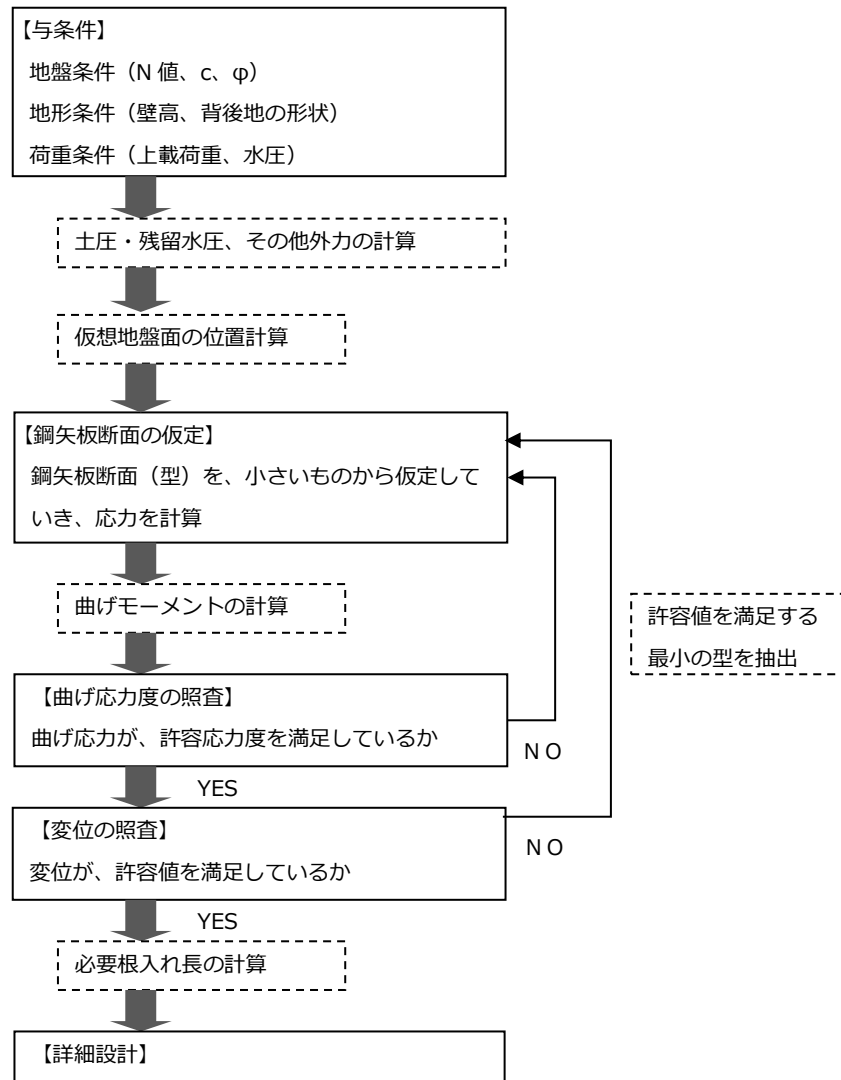 【与条件】
地盤条件（N 値、c、φ）
地形条件（壁高、背後地の形状）
荷重条件（上載荷重、水圧）
土圧・残留水圧、その他外力の計算
仮想地盤面の位置計算
【鋼矢板断面の仮定】
鋼矢板断面（型）を、小さいものから仮定して
いき、応力を計算
曲げモーメントの計算
許容値を満足する
最小の型を抽出
【曲げ応力度の照査】
曲げ応力が、許容応力度を満足しているか
ＮＯ
YES
【変位の照査】
変位が、許容値を満足しているか
ＮＯ
YES
必要根入れ長の計算
【詳細設計】